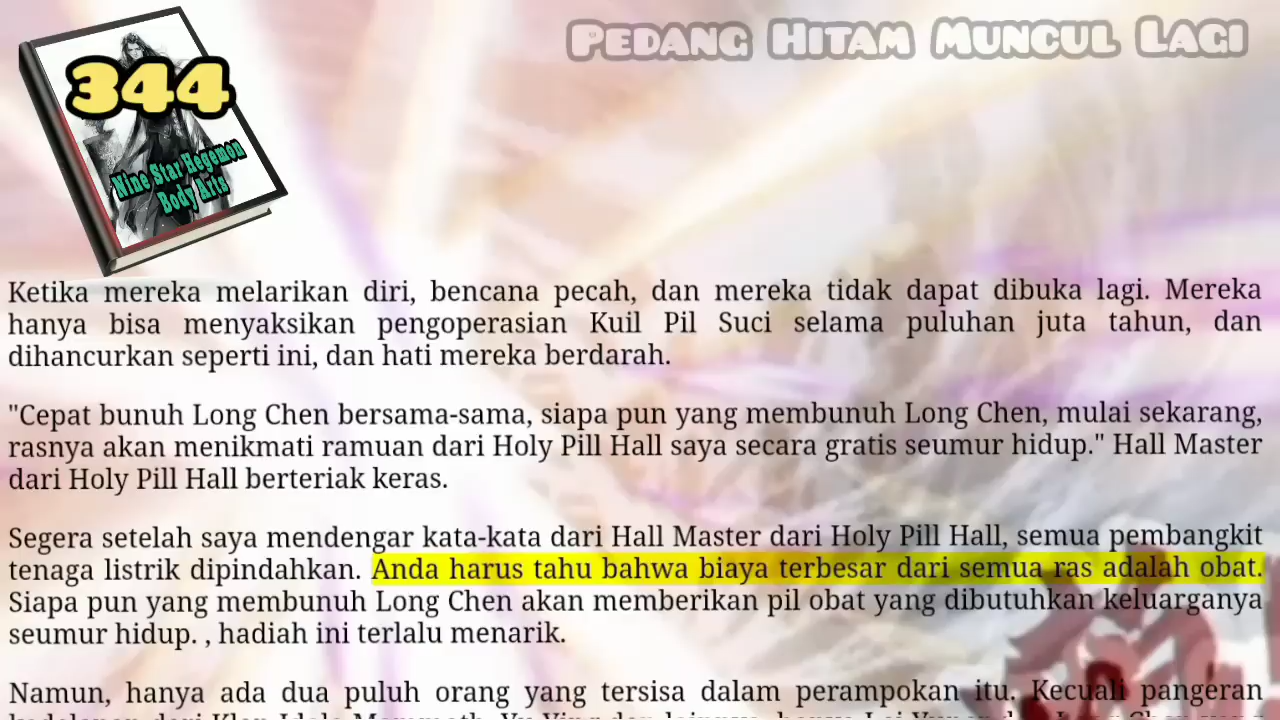 PEDANG HITAM MUNCUL LAGI
344
Nine Star Hegemon
Body Arts
Ketika mereka melarikan diri, bencana pecah, dan mereka tidak dapat dibuka lagi. Mereka
hanya bisa menyaksikan pengoperasian Kuil Pil Suci selama puluhan juta tahun, dan
dihancurkan seperti ini, dan hati mereka berdarah.
"Cepat bunuh Long Chen bersama-sama, siapa pun yang membunuh Long Chen, mulai sekarang,
rasnya akan menikmati ramuan dari Holy Pill Hall saya secara gratis seumur hidup." Hall Master
dari Holy Pill Hall berteriak keras.
Segera setelah saya mendengar kata-kata dari Hall Master dari Holy Pill Hall, semua pembangkit
tenaga listrik dipindahkan. Anda harus tahu bahwa biaya terbesar dari semua ras adalah obat.
Siapa pun yang membunuh Long Chen akan memberikan pil obat yang dibutuhkan keluarganya
seumur hidup. , hadiah ini terlalu menarik.
Namun, hanya ada dua puluh orang yang tersisa dalam perampokan itu. Kecuali pangeran